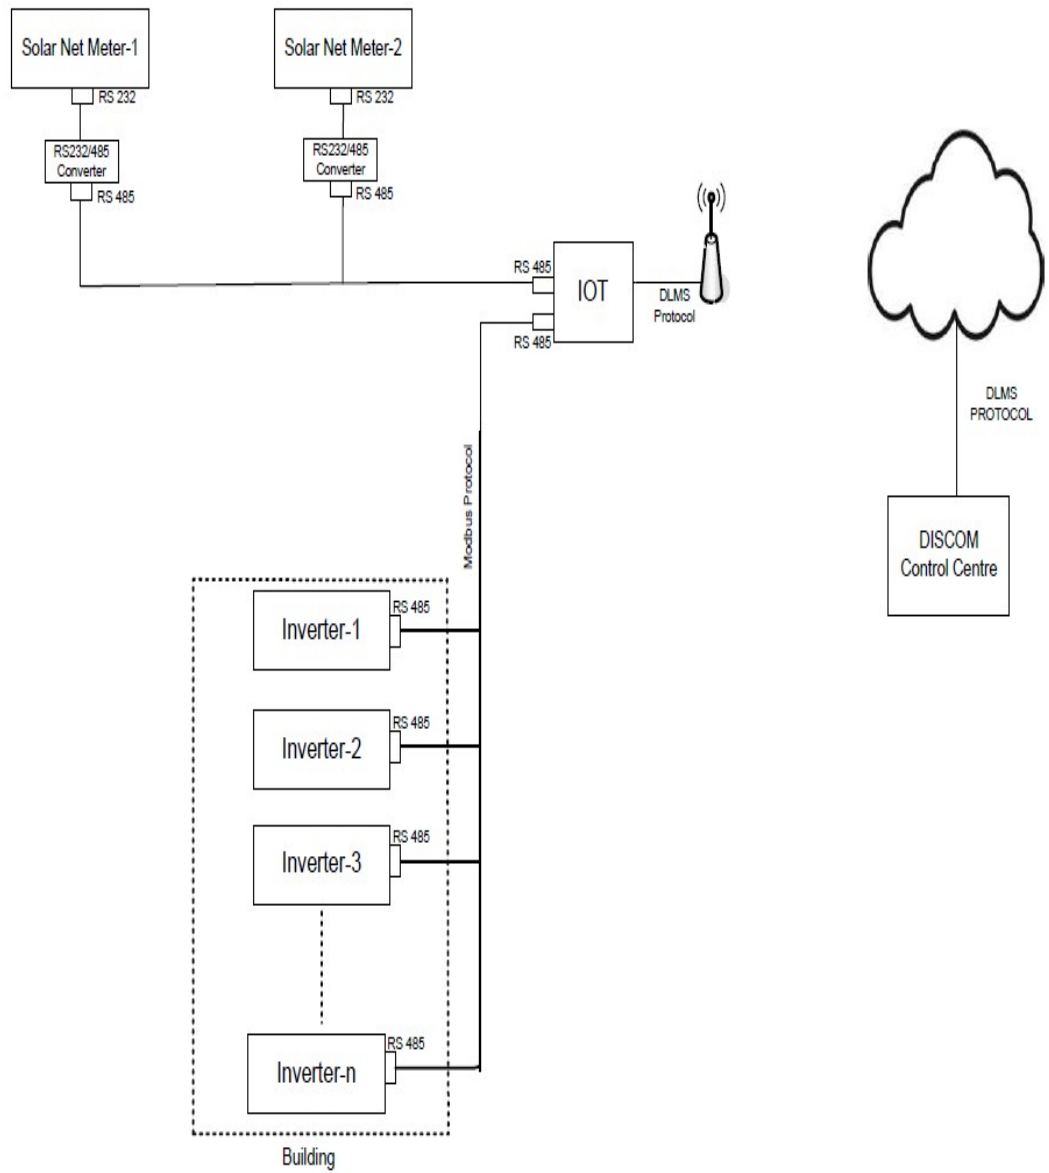 Solar Net Meter-1
Solar Net Meter-2
RS 232
RS 232
RS232/485
Converter
RS232/485
Converter
RS 485
RS 485
RS 485
IOT
DLMS
Protocol
RS 485
DLMS
PROTOCOL
Modbus Protocol
DISCOM
Control Centre
RS 485
Inverter-1
RS 485
Inverter-2
RS 485
Inverter-3
RS 485
Inverter-n
Building